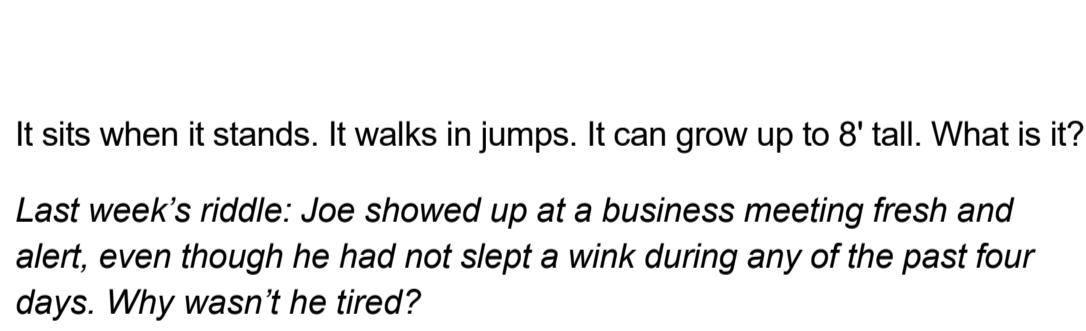 It sits when it stands. It walks in jumps. It can grow up to 8' tall. What is it?
Last week’s riddle: Joe showed up at a business meeting fresh and
alert, even though he had not slept a wink during any of the past four
days. Why wasn’t he tired?